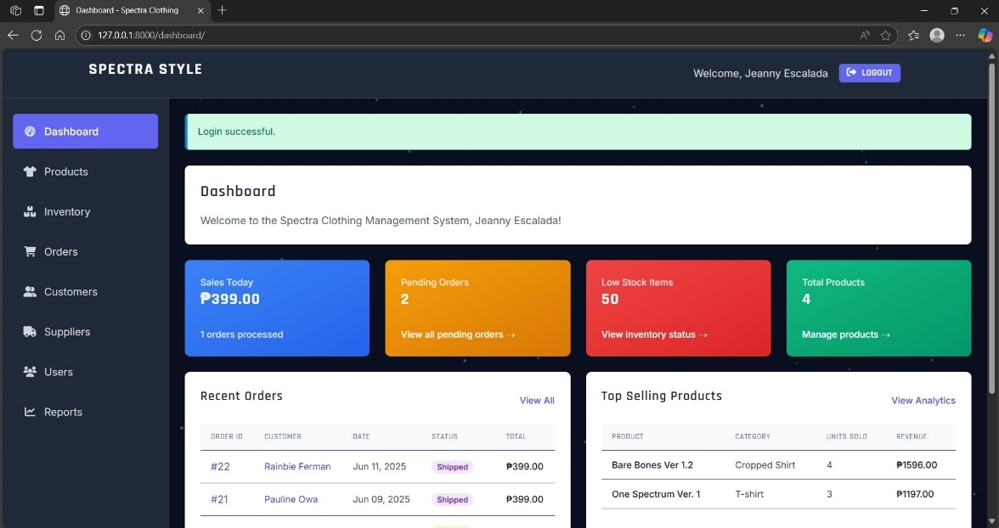 Dashboard - Spectra Clothing
127.0.0.1:8000/dashboard/
SPECTRA STYLE
Welcome, Jeanny Escalada
LOGOUT
Dashboard
Products
Inventory
Orders
Customers
Suppliers
Users
Reports
Login successful.
Dashboard
Welcome to the Spectra Clothing Management System, Jeanny Escalada!
Sales Today
₱399.00
1 orders processed
Pending Orders
2
View all pending orders →
Low Stock Items
50
View inventory status →
Total Products
4
Manage products →
Recent Orders
View All
ORDER ID CUSTOMER DATE STATUS TOTAL
#22 Rainbie Ferman Jun 11, 2025 Shipped ₱399.00
#21 Pauline Owa Jun 09, 2025 Shipped ₱399.00
Top Selling Products
View Analytics
PRODUCT CATEGORY UNITS SOLD REVENUE
Bare Bones Ver 1.2 Cropped Shirt 4 ₱1596.00
One Spectrum Ver. 1 T-shirt 3 ₱1197.00